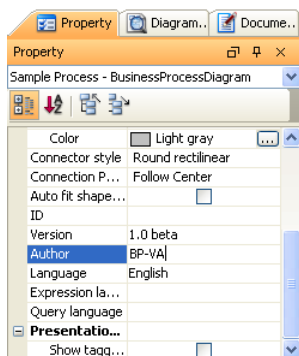 Property Diagram.. Docume..
Property
Sample Process - BusinessProcessDiagram
Color Light gray ...
Connector style Round rectilinear
Connection P... Follow Center
Auto fit shape...
ID
Version 1.0 beta
Author BP-VA
Language English
Expression la...
Query language
Presentatio...
Show tagg...